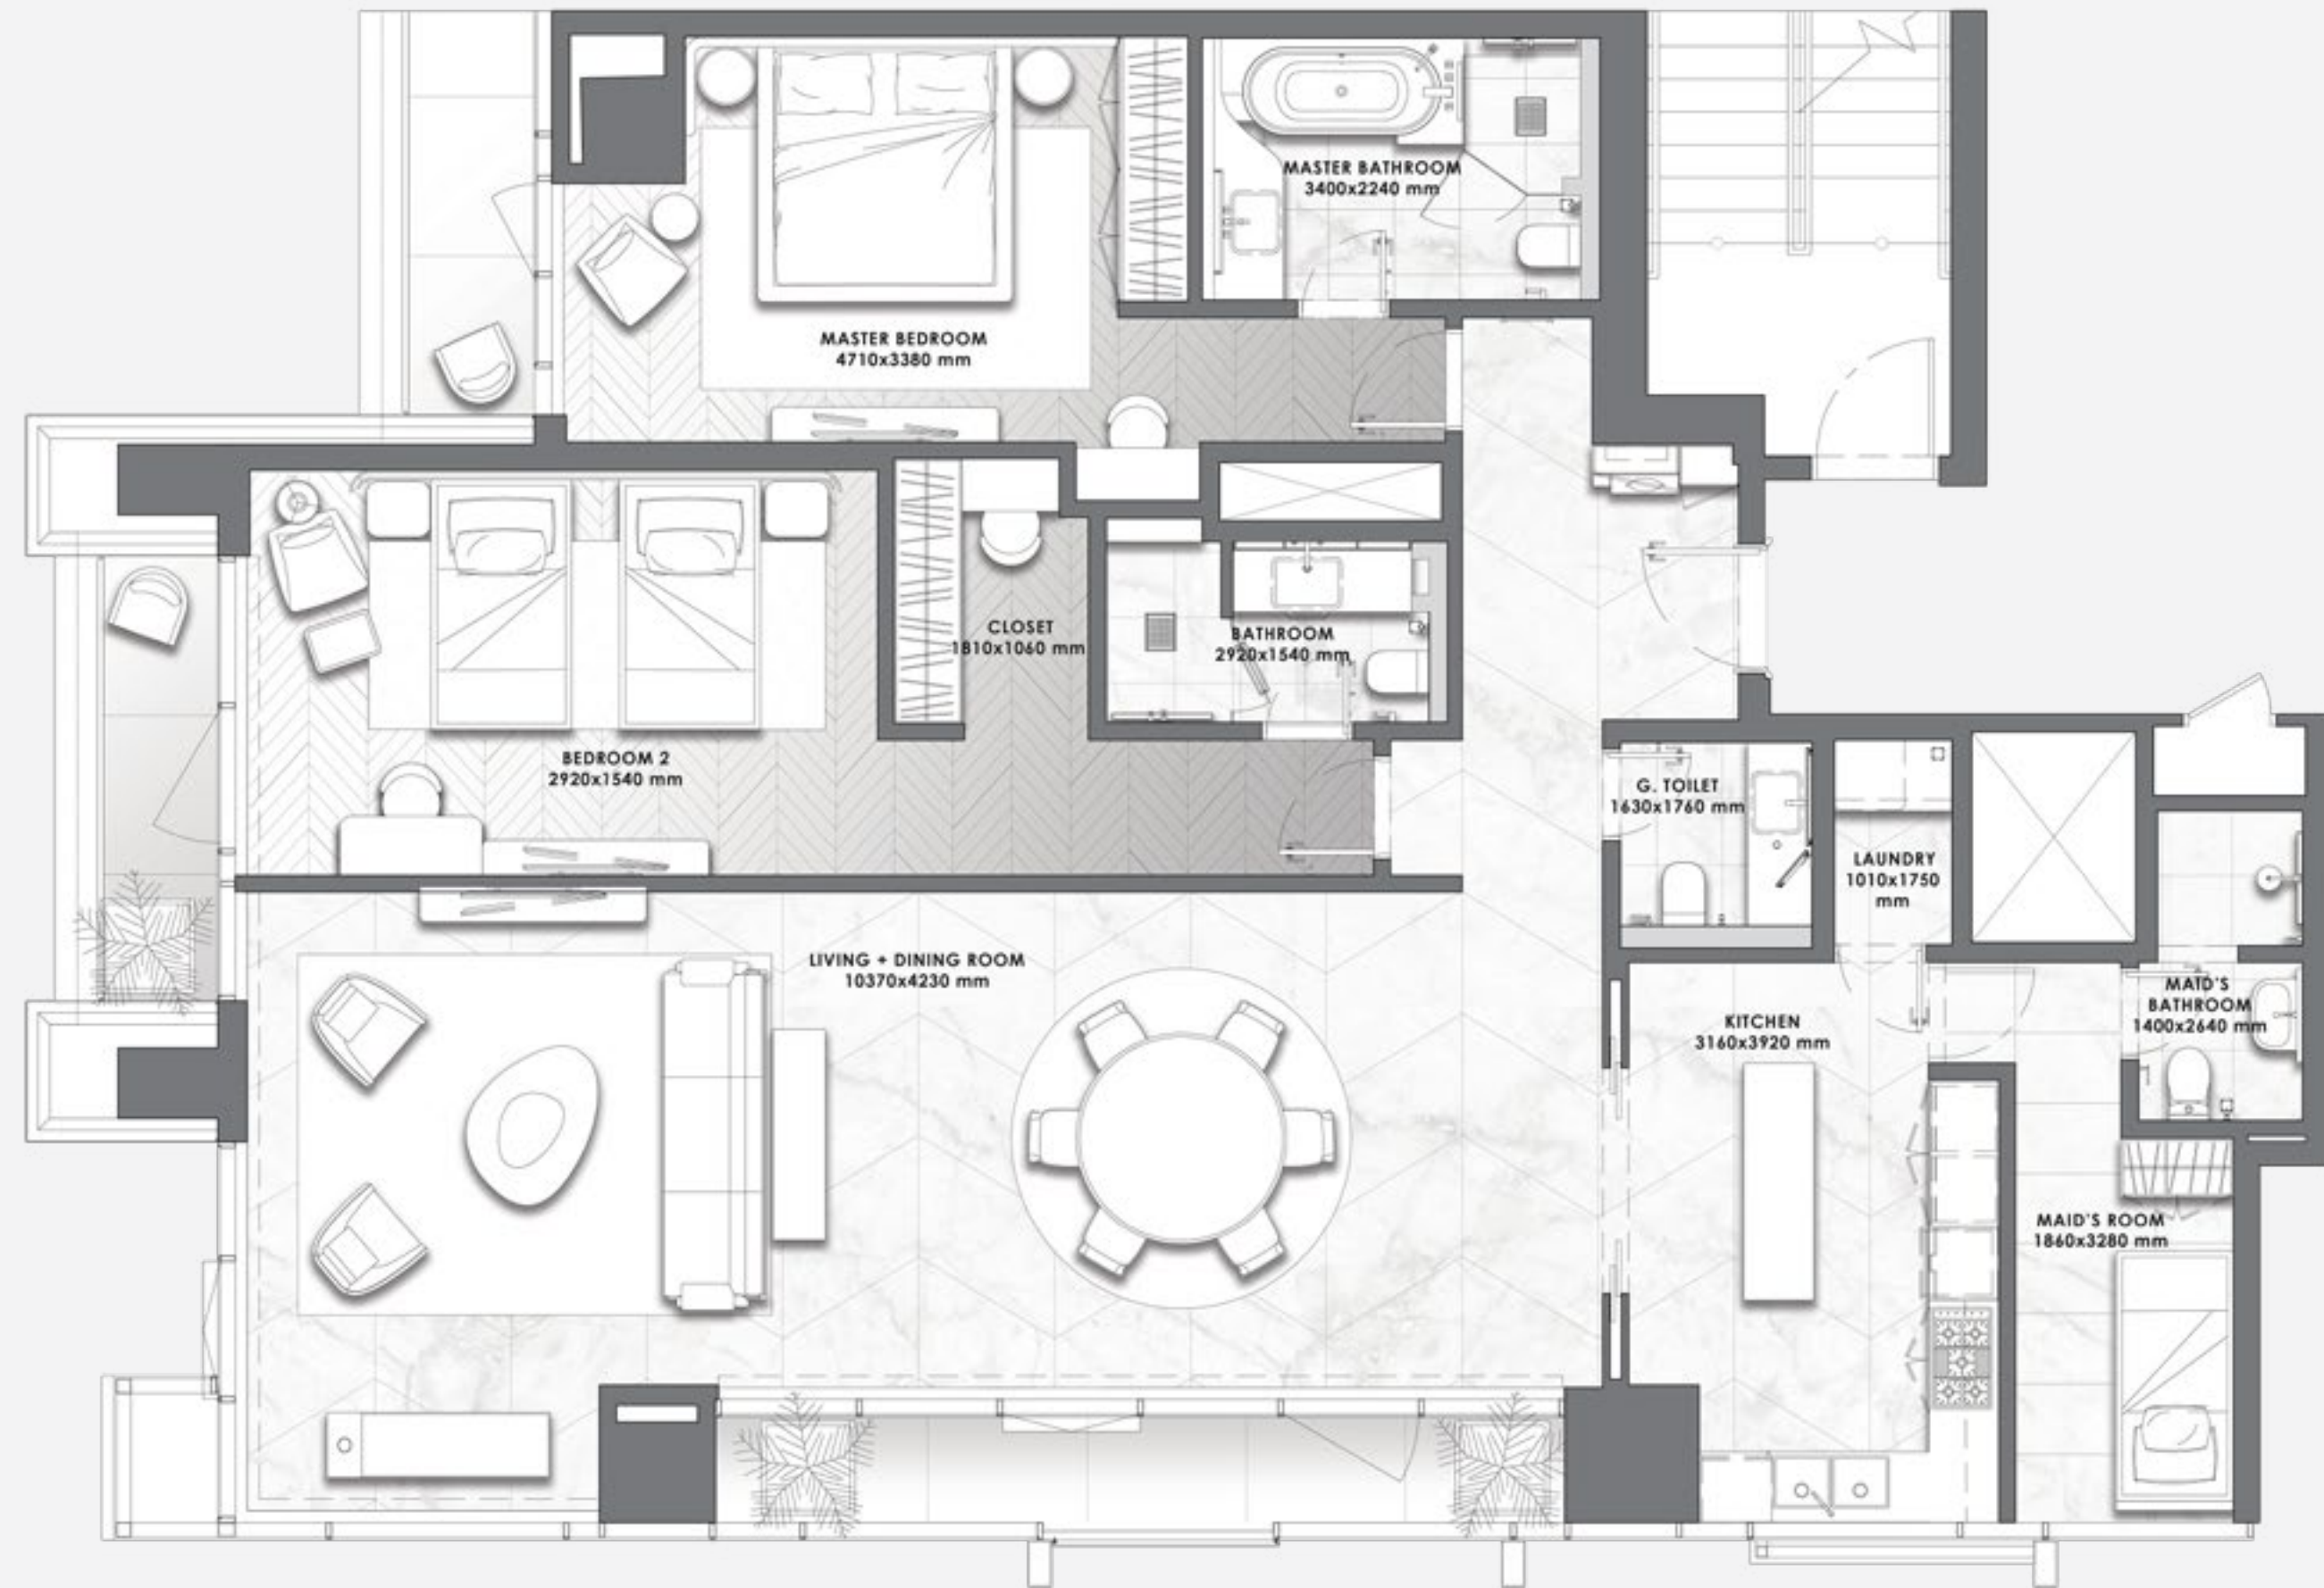 MASTER BATHROOM
3400x2240 mm
MASTER BEDROOM
4710x3380 mm
CLOSET
1810x1060 mm
BATHROOM
2920x1540 mm
BEDROOM 2
2920x1540 mm
G. TOILET
1630x1760 mm
LAUNDRY
1010x1750
mm
LIVING + DINING ROOM
10370x4230 mm
KITCHEN
3160x3920 mm
MAID'S
BATHROOM
1400x2640 mm
MAID'S ROOM
1860x3280 mm